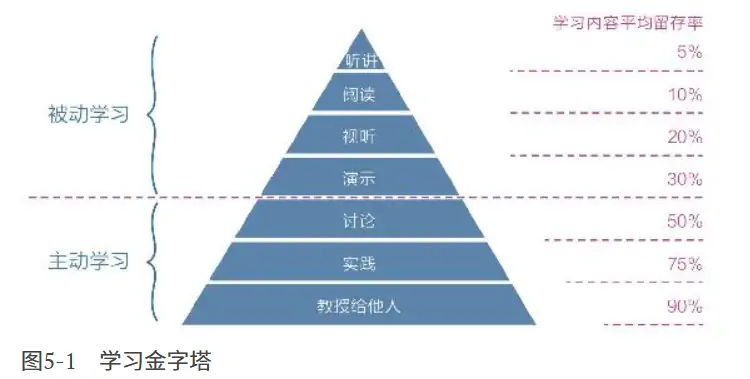 学习内容平均留存率
听讲 5%
阅读 10%
被动学习
视听 20%
演示 30%
讨论 50%
主动学习
实践 75%
教授给他人 90%
图5-1 学习金字塔